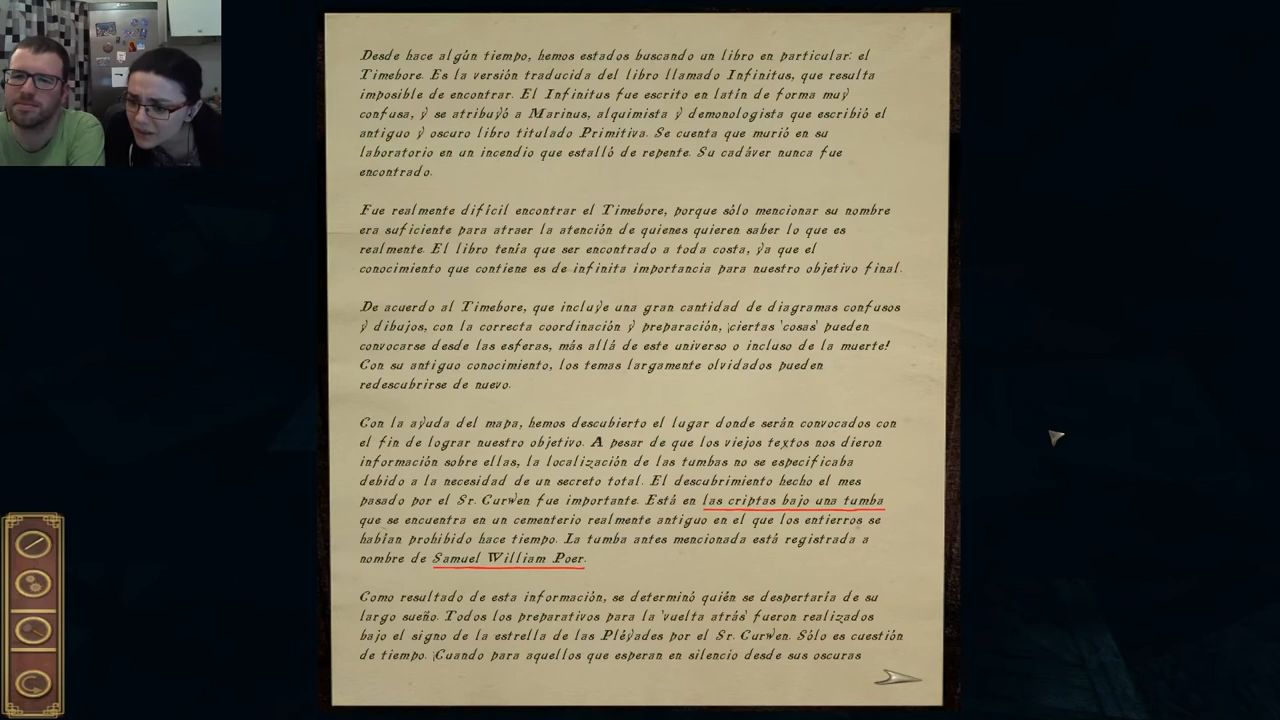 Desde hace algún tiempo, hemos estados buscando un libro en particular: el
Timebore. Es la versión traducida del libro llamado Infinitus, que resulta
imposible de encontrar. El Infinitus fue escrito en latín de forma muy
confusa, y se atribuyó a Marinus, alquimista y demonologista que escribió el
antiguo y oscuro libro titulado Primitiva. Se cuenta que murió en su
laboratorio en un incendio que estalló de repente. Su cadáver nunca fue
encontrado.
Fue realmente difícil encontrar el Timebore, porque sólo mencionar su nombre
era suficiente para atraer la atención de quienes quieren saber lo que es
realmente. El libro tenía que ser encontrado a toda costa, ya que el
conocimiento que contiene es de infinita importancia para nuestro objetivo final.
De acuerdo al Timebore, que incluye una gran cantidad de diagramas confusos
y dibujos, con la correcta coordinación y preparación, ¡ciertas 'cosas' pueden
convocarse desde las esferas, más allá de este universo o incluso de la muerte!
Con su antiguo conocimiento, los temas largamente olvidados pueden
redescubrirse de nuevo.
Con la ayuda del mapa, hemos descubierto el lugar donde serán convocados con
el fin de lograr nuestro objetivo. A pesar de que los viejos textos nos dieron
información sobre ellas, la localización de las tumbas no se especificaba
debido a la necesidad de un secreto total. El descubrimiento hecho el mes
pasado por el Sr. Curwen fue importante. Está en las criptas bajo una tumba
que se encuentra en un cementerio realmente antiguo en el que los entierros se
habían prohibido hace tiempo. La tumba antes mencionada está registrada a
nombre de Samuel William Poer.
Como resultado de esta información, se determinó quién se despertaría de su
largo sueño. Todos los preparativos para la 'vuelta atrás' fueron realizados
bajo el signo de la estrella de las Pléyades por el Sr. Curwen. Sólo es cuestión
de tiempo. ¡Cuando para aquellos que esperan en silencio desde sus oscuras